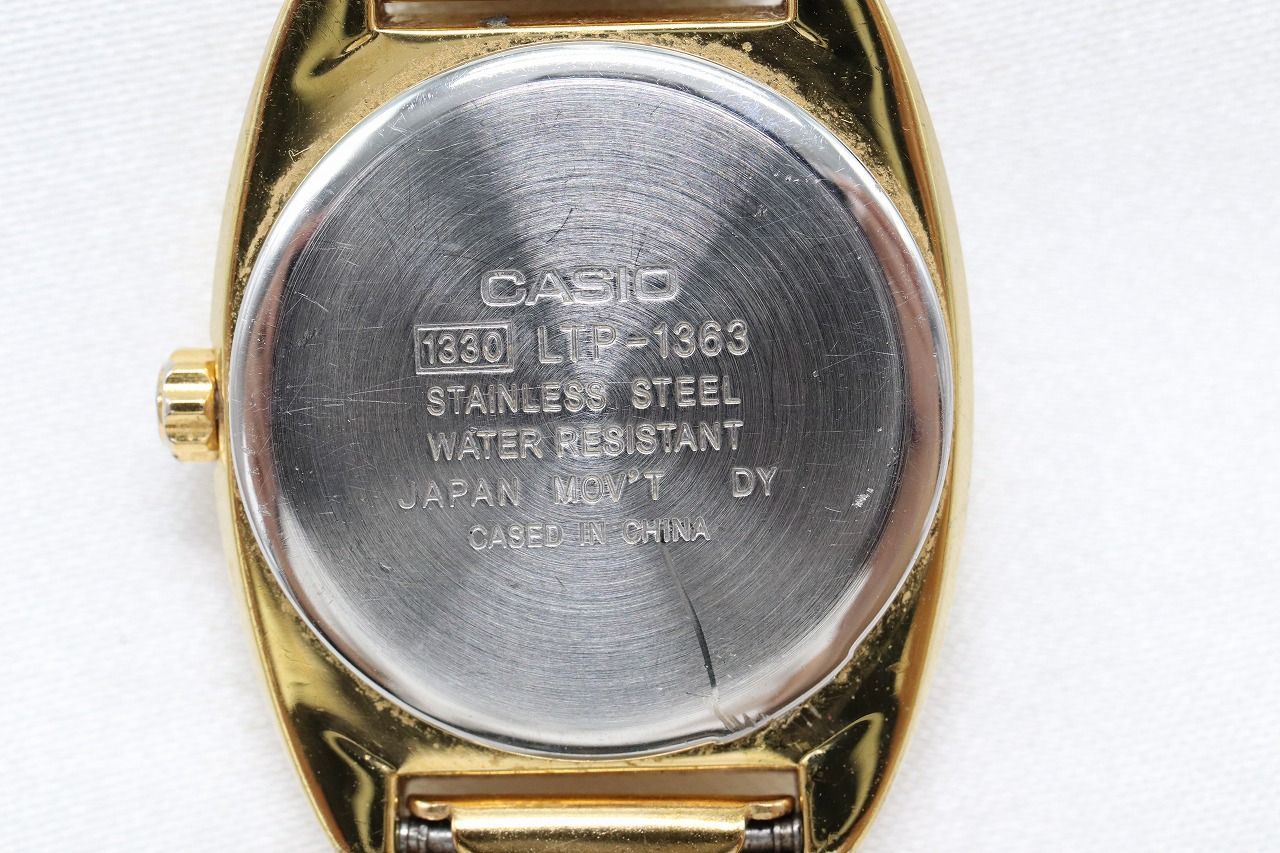 CASIO
1330 LTP-1363
STAINLESS STEEL
WATER RESISTANT
JAPAN MOV'T DY
CASED IN CHINA